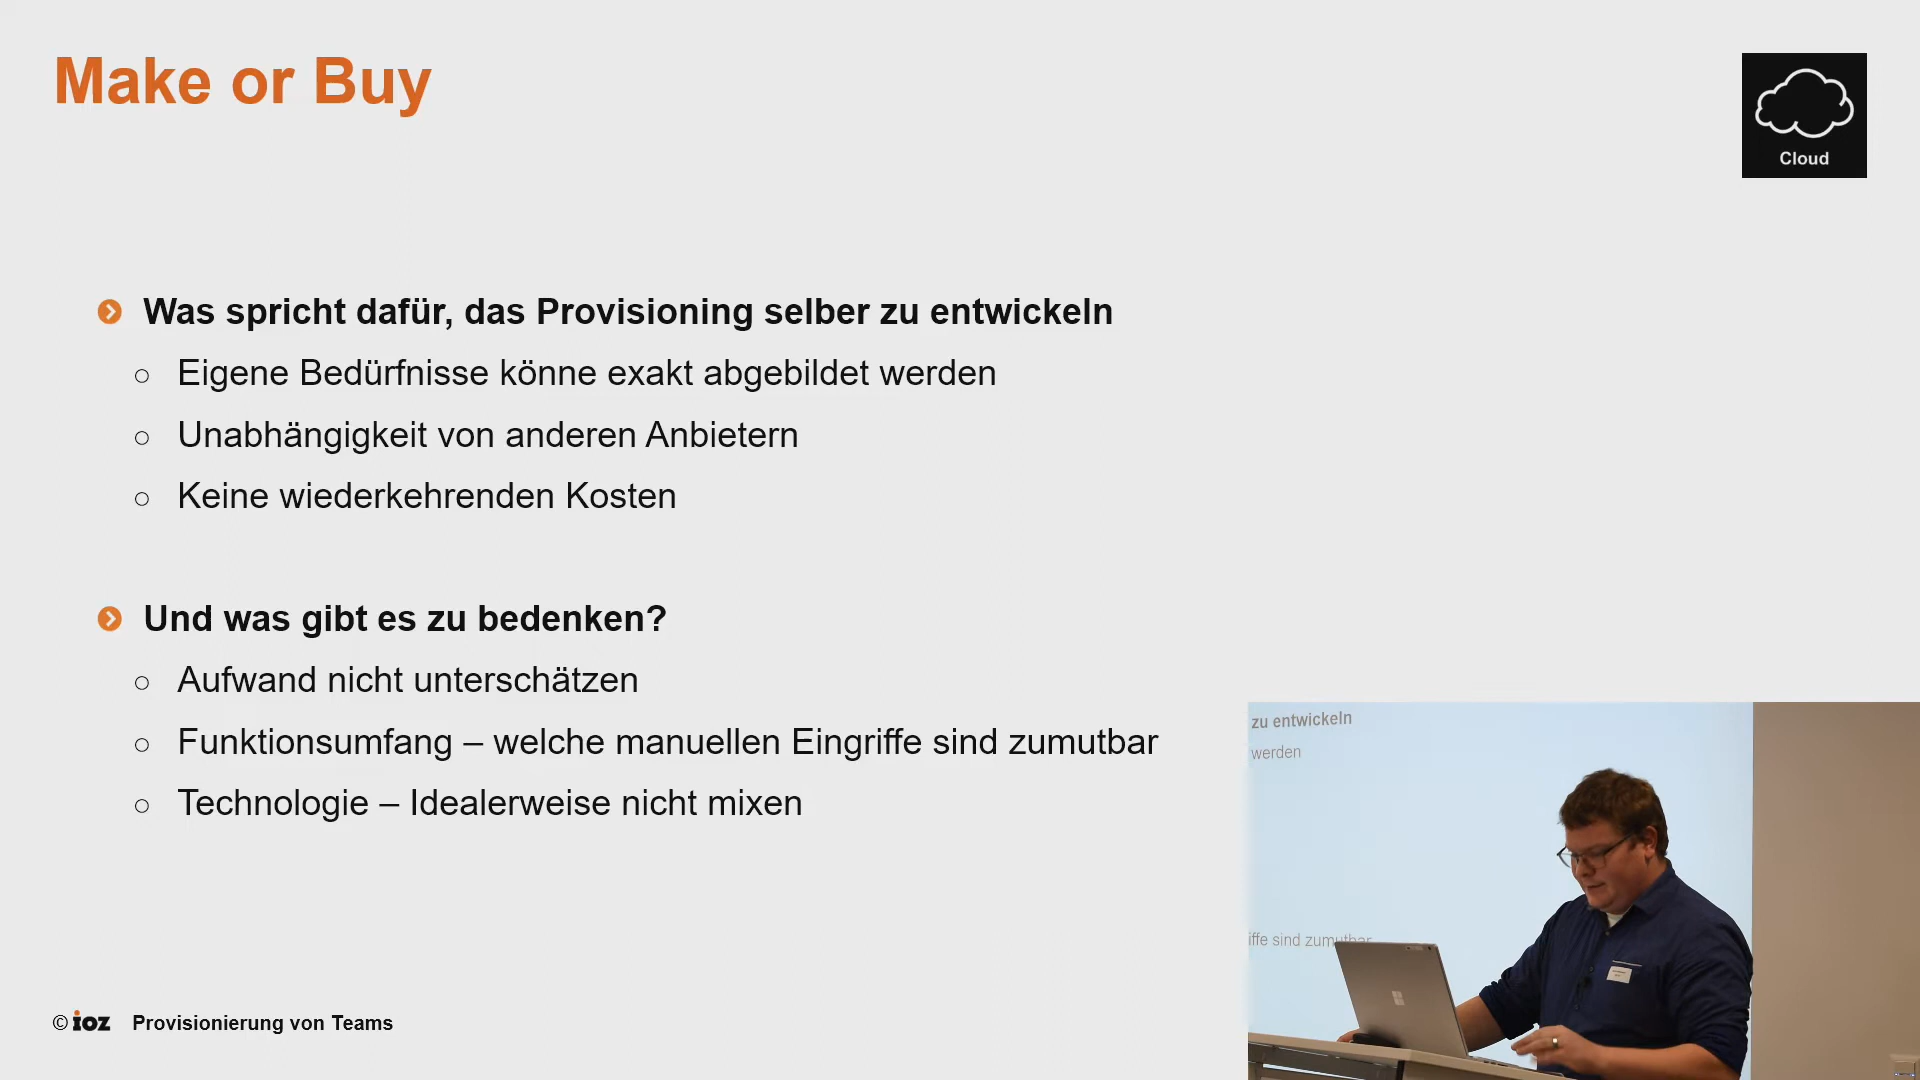 Make or Buy
Cloud
Was spricht dafür, das Provisioning selber zu entwickeln
○ Eigene Bedürfnisse könne exakt abgebildet werden
○ Unabhängigkeit von anderen Anbietern
○ Keine wiederkehrenden Kosten
Und was gibt es zu bedenken?
○ Aufwand nicht unterschätzen
○ Funktionsumfang – welche manuellen Eingriffe sind zumutbar
○ Technologie – Idealerweise nicht mixen
zu entwickeln
werden
iffe sind zumutbar
© ioz Provisionierung von Teams